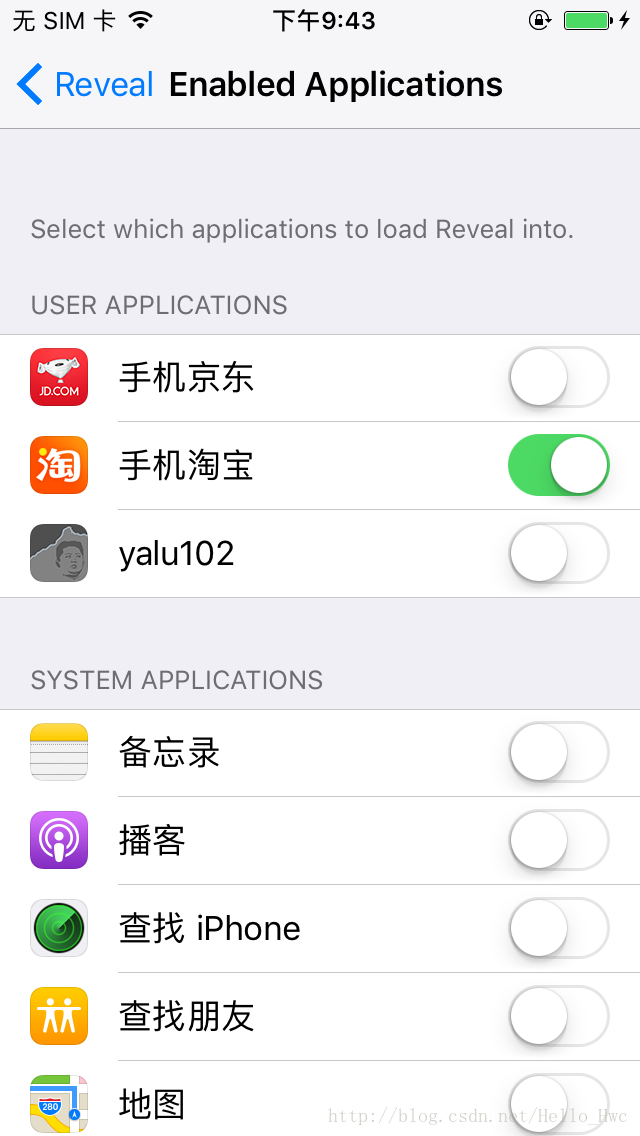 无 SIM 卡 下午9:43
Reveal Enabled Applications
Select which applications to load Reveal into.
USER APPLICATIONS
JD.COM 手机京东
淘 手机淘宝
yalu102
SYSTEM APPLICATIONS
备忘录
播客
查找 iPhone
查找朋友
280 地图
http://blog.csdn.net/Hello_Hwc